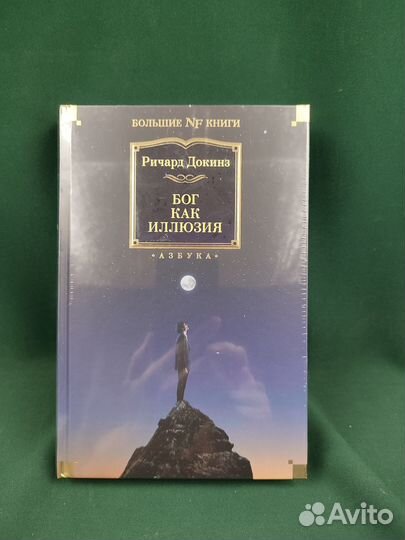 БОЛЬШИЕ NF КНИГИ
РИЧАРД ДОКИНЗ
БОГ
КАК
ИЛЛЮЗИЯ
АЗБУКА
Avito